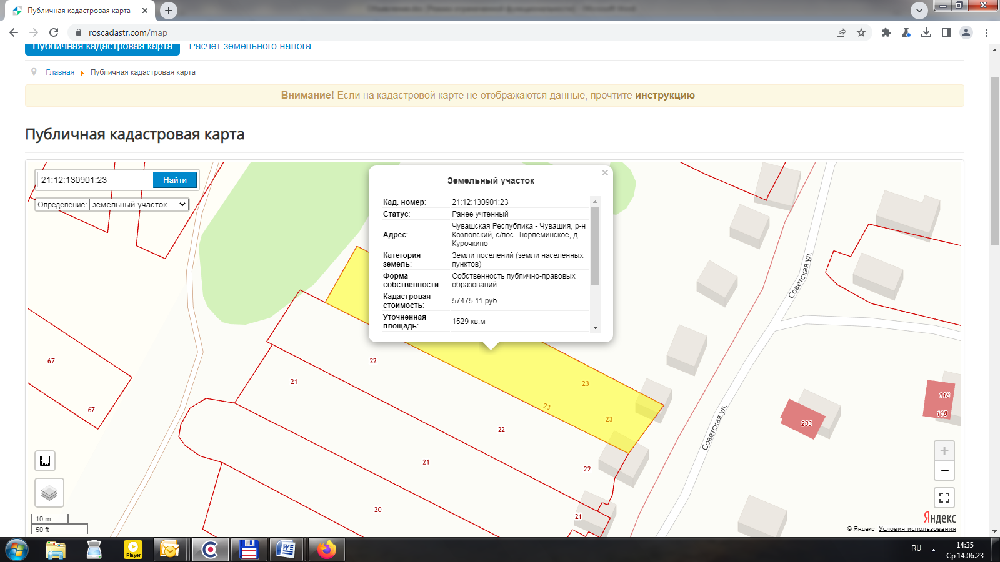 Публичная кадастровая карта
roscadastr.com/map
Публичная кадастровая карта Расчет земельного налога
Главная Публичная кадастровая карта
Внимание! Если на кадастровой карте не отображаются данные, прочтите инструкцию
Публичная кадастровая карта
21:12:130901:23 Найти
Определение: земельный участок
Земельный участок
Кад. номер: 21:12:130901:23
Статус: Ранее учтенный
Адрес: Чувашская Республика - Чувашия, р-н
Козловский, с/пос. Тюрлеминское, д.
Курочкино
Категория земель: Земли поселений (земли населенных
пунктов)
Форма собственности: Собственность публично-правовых
образований
Кадастровая стоимость: 57475.11 руб
Уточненная площадь: 1529 кв.м
Советская ул.
67
22
21
23
118
67
23
23
118
233
22
Советская ул.
21
22
20
21
10 m
50 ft
Яндекс
© Яндекс Условия использования
Player
RU
14:35
Ср 14.06.23